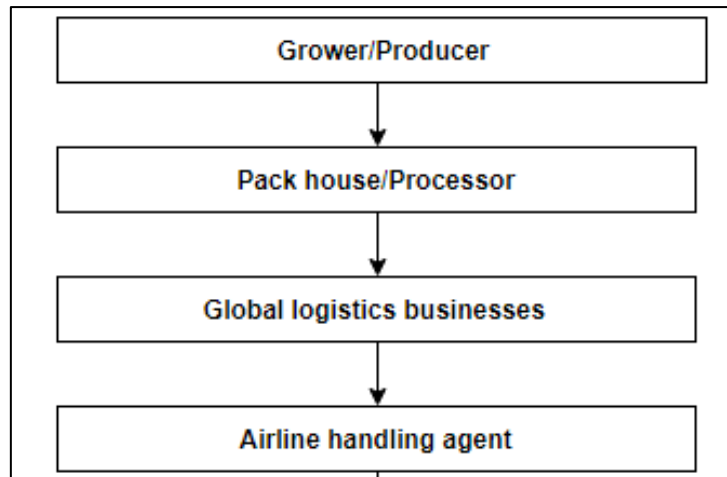 Grower/Producer
Pack house/Processor
Global logistics businesses
Airline handling agent